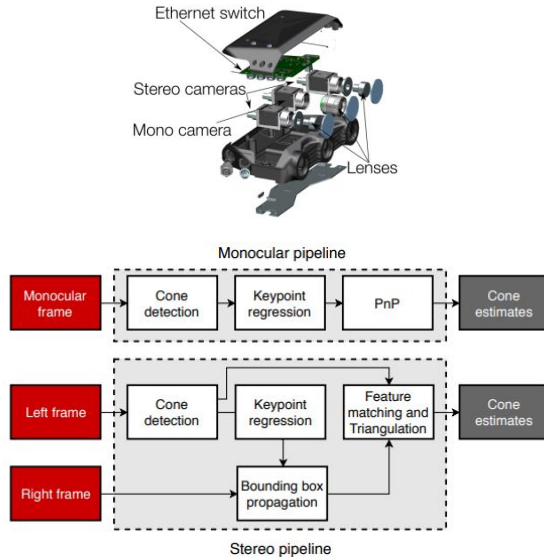 Ethernet switch
Stereo cameras
Mono camera
Lenses
Monocular pipeline
Monocular
frame
Cone
detection
Keypoint
regression
PnP
Cone
estimates
Left frame
Cone
detection
Keypoint
regression
Feature
matching and
Triangulation
Cone
estimates
Right frame
Bounding box
propagation
Stereo pipeline